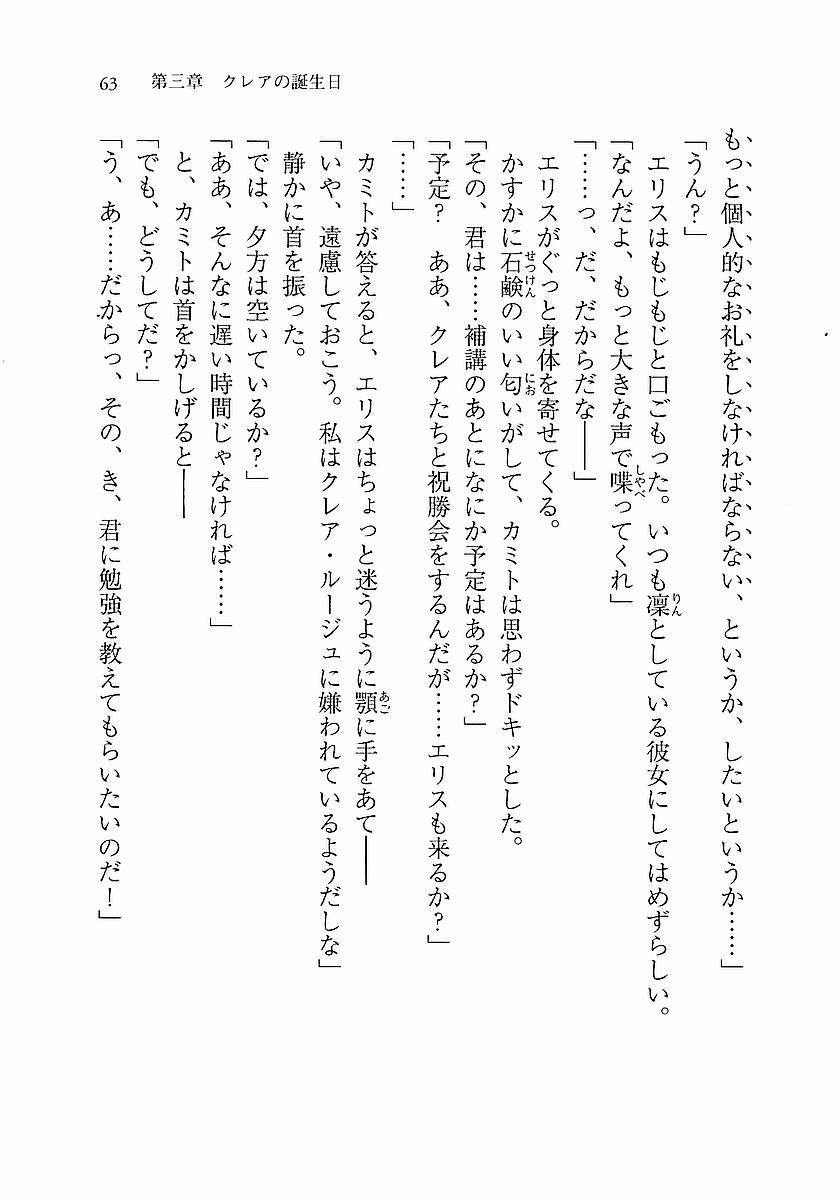 63　第三章　クレアの誕生日
もっと個人的なお礼をしなければならない、というか、したいというか……」
「うん？」
　エリスはもじもじと口ごもった。いつも凛としている彼女にしてはめずらしい。
「なんだよ、もっと大きな声で喋ってくれ」
「……っ、だ、だからだな――」
　エリスがぐっと身体を寄せてくる。
　かすかに石鹸のいい匂いがして、カミトは思わずドキッとした。
「その、君は……補講のあとになにか予定はあるか？」
「予定？　ああ、クレアたちと祝勝会をするんだが……エリスも来るか？」
「……」
　カミトが答えると、エリスはちょっと迷うように顎に手をあて――
「いや、遠慮しておこう。私はクレア・ルージュに嫌われているようだしな」
　静かに首を振った。
「では、夕方は空いているか？」
「ああ、そんなに遅い時間じゃなければ……」
　と、カミトは首をかしげると――
「でも、どうしてだ？」
「う、あ……だからっ、その、き、君に勉強を教えてもらいたいのだ！」